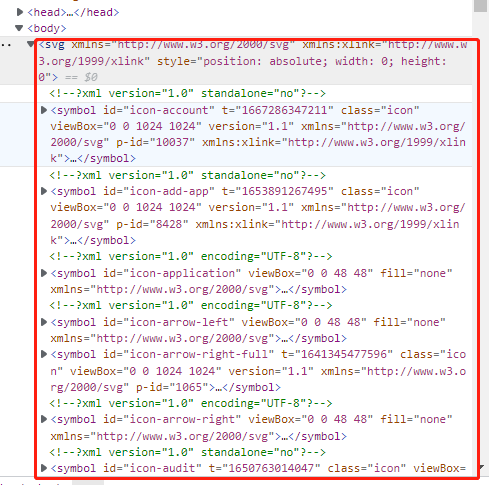 <head>…</head>
<body>
<svg xmlns="http://www.w3.org/2000/svg" xmlns:xlink="http://www.w
3.org/1999/xlink" style="position: absolute; width: 0; height:
0"> == $0
<!--?xml version="1.0" standalone="no"?-->
<symbol id="icon-account" t="1667286347211" class="icon"
viewBox="0 0 1024 1024" version="1.1" xmlns="http://www.w3.org/
2000/svg" p-id="10037" xmlns:xlink="http://www.w3.org/1999/xlin
k">…</symbol>
<!--?xml version="1.0" standalone="no"?-->
<symbol id="icon-add-app" t="1653891267495" class="icon"
viewBox="0 0 1024 1024" version="1.1" xmlns="http://www.w3.org/
2000/svg" p-id="8428" xmlns:xlink="http://www.w3.org/1999/xlin
k">…</symbol>
<!--?xml version="1.0" encoding="UTF-8"?-->
<symbol id="icon-application" viewBox="0 0 48 48" fill="none"
xmlns="http://www.w3.org/2000/svg">…</symbol>
<!--?xml version="1.0" encoding="UTF-8"?-->
<symbol id="icon-arrow-left" viewBox="0 0 48 48" fill="none"
xmlns="http://www.w3.org/2000/svg">…</symbol>
<symbol id="icon-arrow-right-full" t="1641345477596" class="ico
n" viewBox="0 0 1024 1024" version="1.1" xmlns="http://www.w3.o
rg/2000/svg" p-id="1065">…</symbol>
<!--?xml version="1.0" encoding="UTF-8"?-->
<symbol id="icon-arrow-right" viewBox="0 0 48 48" fill="none"
xmlns="http://www.w3.org/2000/svg">…</symbol>
<!--?xml version="1.0" standalone="no"?-->
<symbol id="icon-audit" t="1650763014047" class="icon" viewBox=